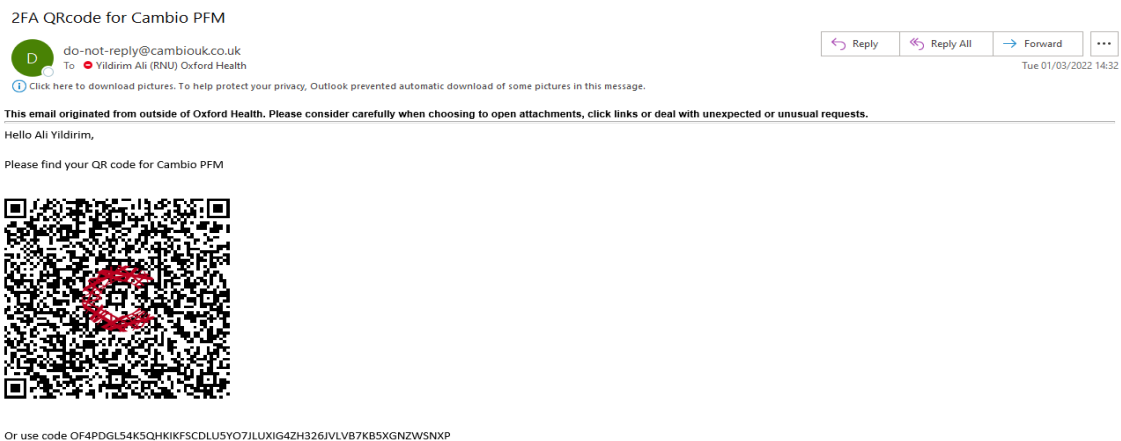 2FA QRcode for Cambio PFM
D
do-not-reply@cambiouk.co.uk
To Yildirim Ali (RNU) Oxford Health
Reply
Reply All
Forward
Tue 01/03/2022 14:32
Click here to download pictures. To help protect your privacy, Outlook prevented automatic download of some pictures in this message.
This email originated from outside of Oxford Health. Please consider carefully when choosing to open attachments, click links or deal with unexpected or unusual requests.
Hello Ali Yildirim,
Please find your QR code for Cambio PFM
Or use code OF4PDGL54K5QHKIKFSCDLU5YO7JLUXIG4ZH326JVLVB7KB5XGNZWSNXP